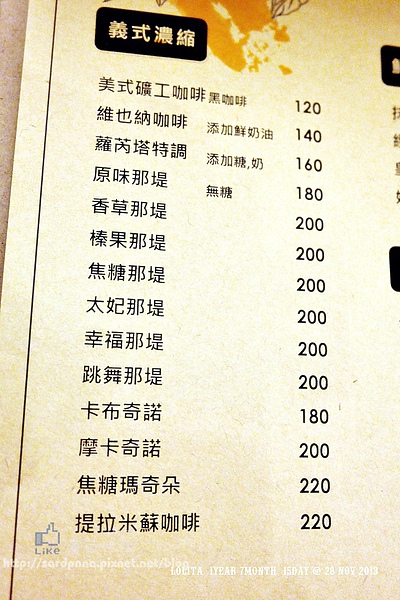 義式濃縮
美式礦工咖啡 黑咖啡 120
維也納咖啡 添加鮮奶油 140
蘿芮塔特調 添加糖,奶 160
原味那堤 無糖 180
香草那堤 200
榛果那堤 200
焦糖那堤 200
太妃那堤 200
幸福那堤 200
跳舞那堤 200
卡布奇諾 180
摩卡奇諾 200
焦糖瑪奇朵 220
提拉米蘇咖啡 220
LiKe
LOLITA 1YEAR 7MONTH 15DAY @ 28 NOV 2013